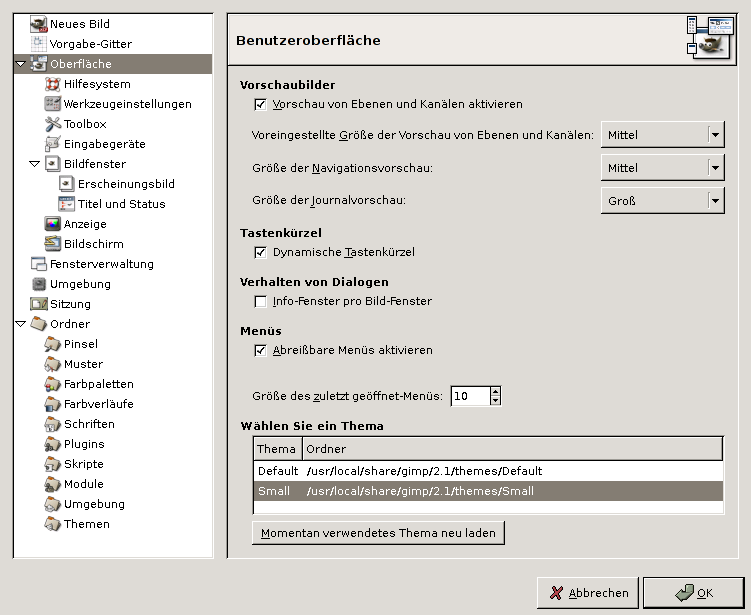 Neues Bild
Vorgabe-Gitter
Oberfläche
Hilfesystem
Werkzeugeinstellungen
Toolbox
Eingabegeräte
Bildfenster
Erscheinungsbild
Titel und Status
Anzeige
Bildschirm
Fensterverwaltung
Umgebung
Sitzung
Ordner
Pinsel
Muster
Farbpaletten
Farbverläufe
Schriften
Plugins
Skripte
Module
Umgebung
Themen
Benutzeroberfläche
Vorschaubilder
Vorschau von Ebenen und Kanälen aktivieren
Voreingestellte Größe der Vorschau von Ebenen und Kanälen: Mittel
Größe der Navigationsvorschau: Mittel
Größe der Journalvorschau: Groß
Tastenkürzel
Dynamische Tastenkürzel
Verhalten von Dialogen
Info-Fenster pro Bild-Fenster
Menüs
Abreißbare Menüs aktivieren
Größe des zuletzt geöffnet-Menüs: 10
Wählen Sie ein Thema
Thema Ordner
Default /usr/local/share/gimp/2.1/themes/Default
Small /usr/local/share/gimp/2.1/themes/Small
Momentan verwendetes Thema neu laden
Abbrechen OK